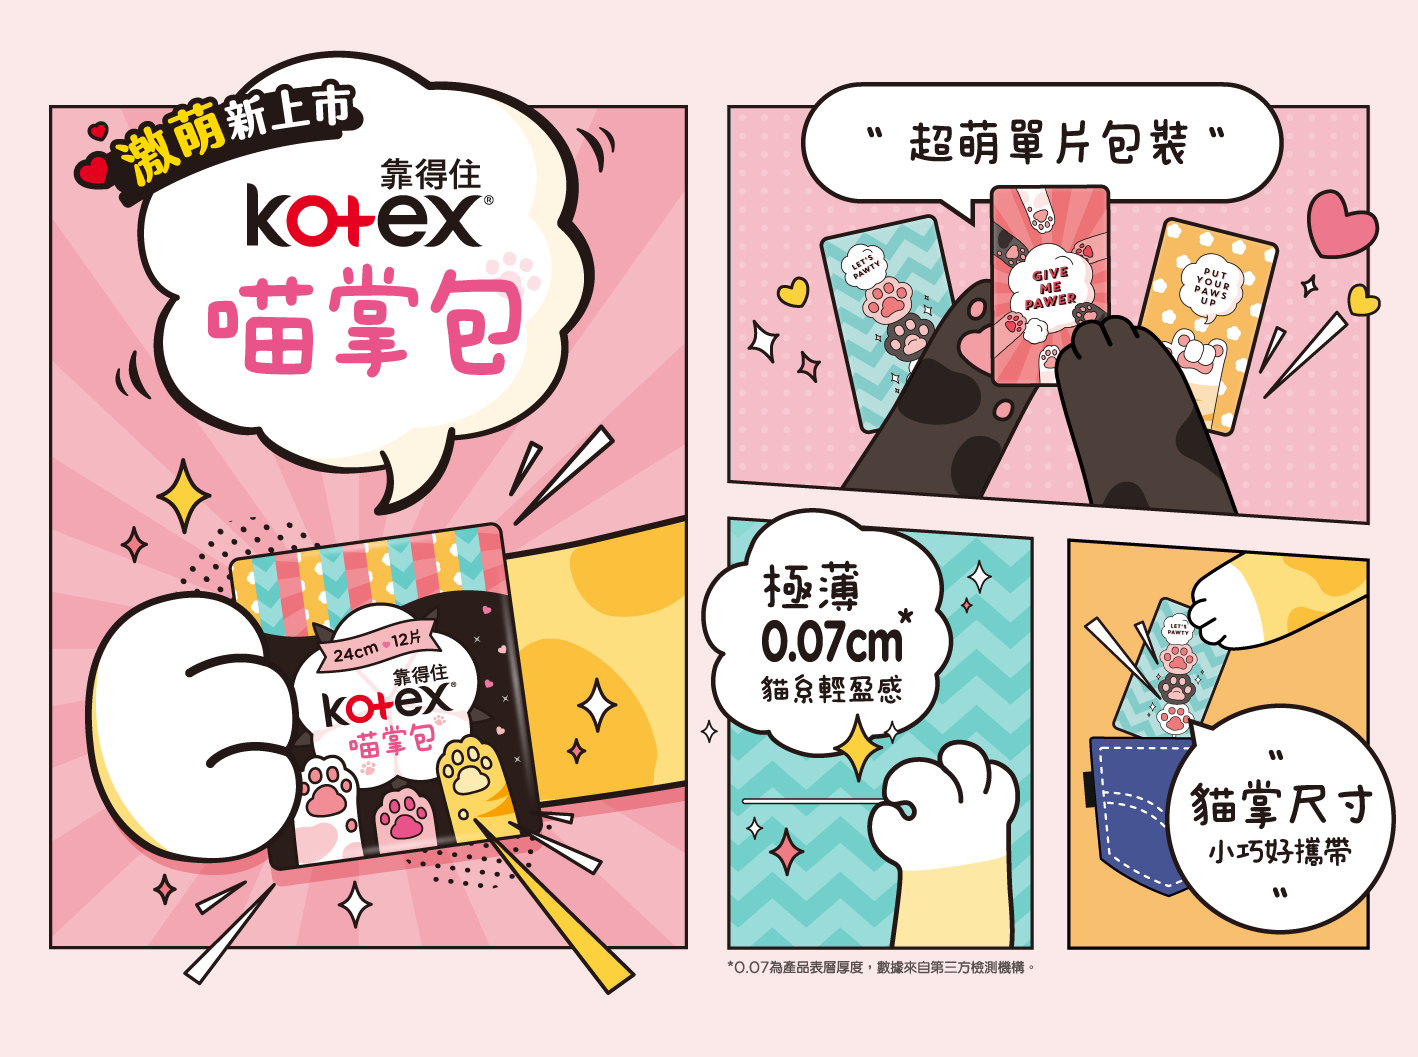 激萌新上市
靠得住
kotex®
喵掌包
24cm 12片
靠得住
kotex®
喵掌包
" 超萌單片包裝 "
LET'S
PAWTY
GIVE
ME
PAWER
PUT
YOUR
PAWS
UP
極薄
0.07cm*
貓系輕盈感
*0.07為產品表層厚度,數據來自第三方檢測機構。
LET'S
PAWTY
"
貓掌尺寸
小巧好攜帶
"